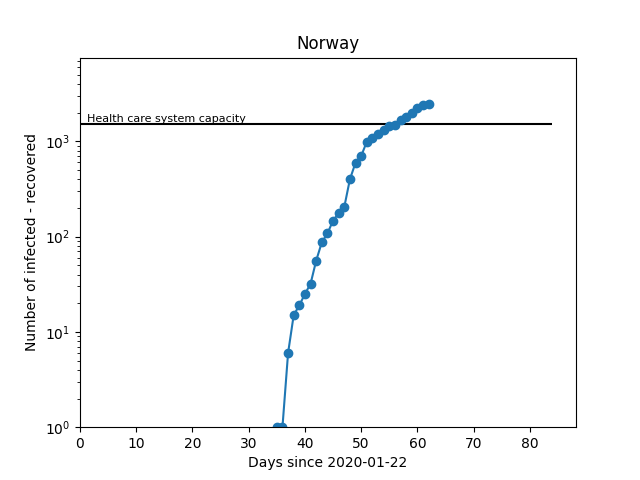 Norway
Health care system capacity
Number of infected - recovered
10³
10²
10¹
10⁰
0 10 20 30 40 50 60 70 80
Days since 2020-01-22